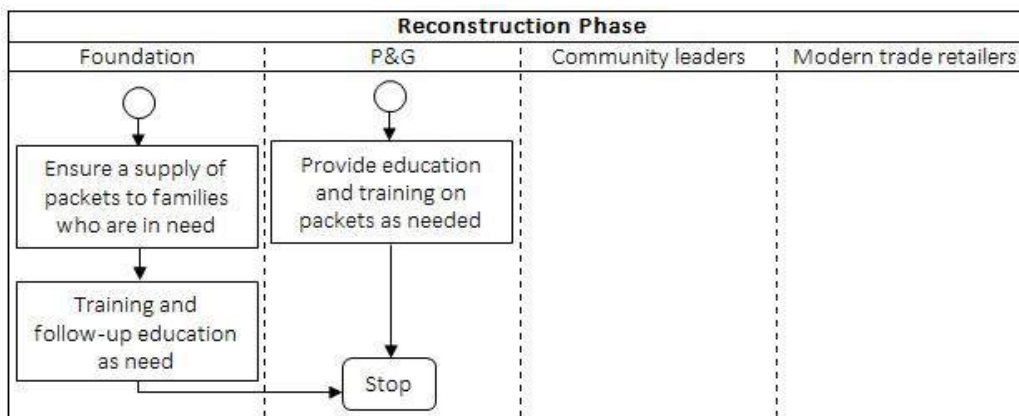 Reconstruction Phase
Foundation
P&G
Community leaders
Modern trade retailers
Ensure a supply of
packets to families
who are in need
Provide education
and training on
packets as needed
Training and
follow-up education
as need
Stop